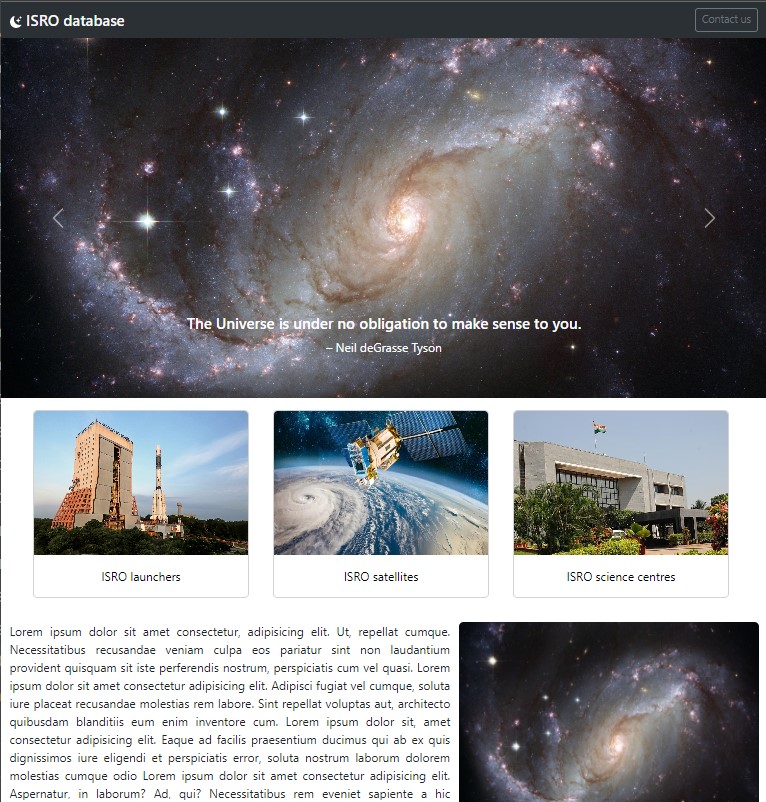 ISRO database
Contact us
The Universe is under no obligation to make sense to you.
– Neil deGrasse Tyson
ISRO launchers
ISRO satellites
ISRO science centres
Lorem ipsum dolor sit amet consectetur, adipisicing elit. Ut, repellat cumque.
Necessitatibus recusandae veniam culpa eos pariatur sint non laudantium
provident quisquam sit iste perferendis nostrum, perspiciatis cum vel quasi. Lorem
ipsum dolor sit amet consectetur adipisicing elit. Adipisci fugiat vel cumque, soluta
iure placeat recusandae molestias rem labore. Sint repellat voluptas aut, architecto
quibusdam blanditiis eum enim inventore cum. Lorem ipsum dolor sit, amet
consectetur adipisicing elit. Eaque ad facilis praesentium ducimus qui ab ex quis
dignissimos iure eligendi et perspiciatis error, soluta nostrum laborum dolorem
molestias cumque odio Lorem ipsum dolor sit amet consectetur adipisicing elit.
Aspernatur, in laborum? Ad, qui? Necessitatibus rem eveniet sapiente a hic